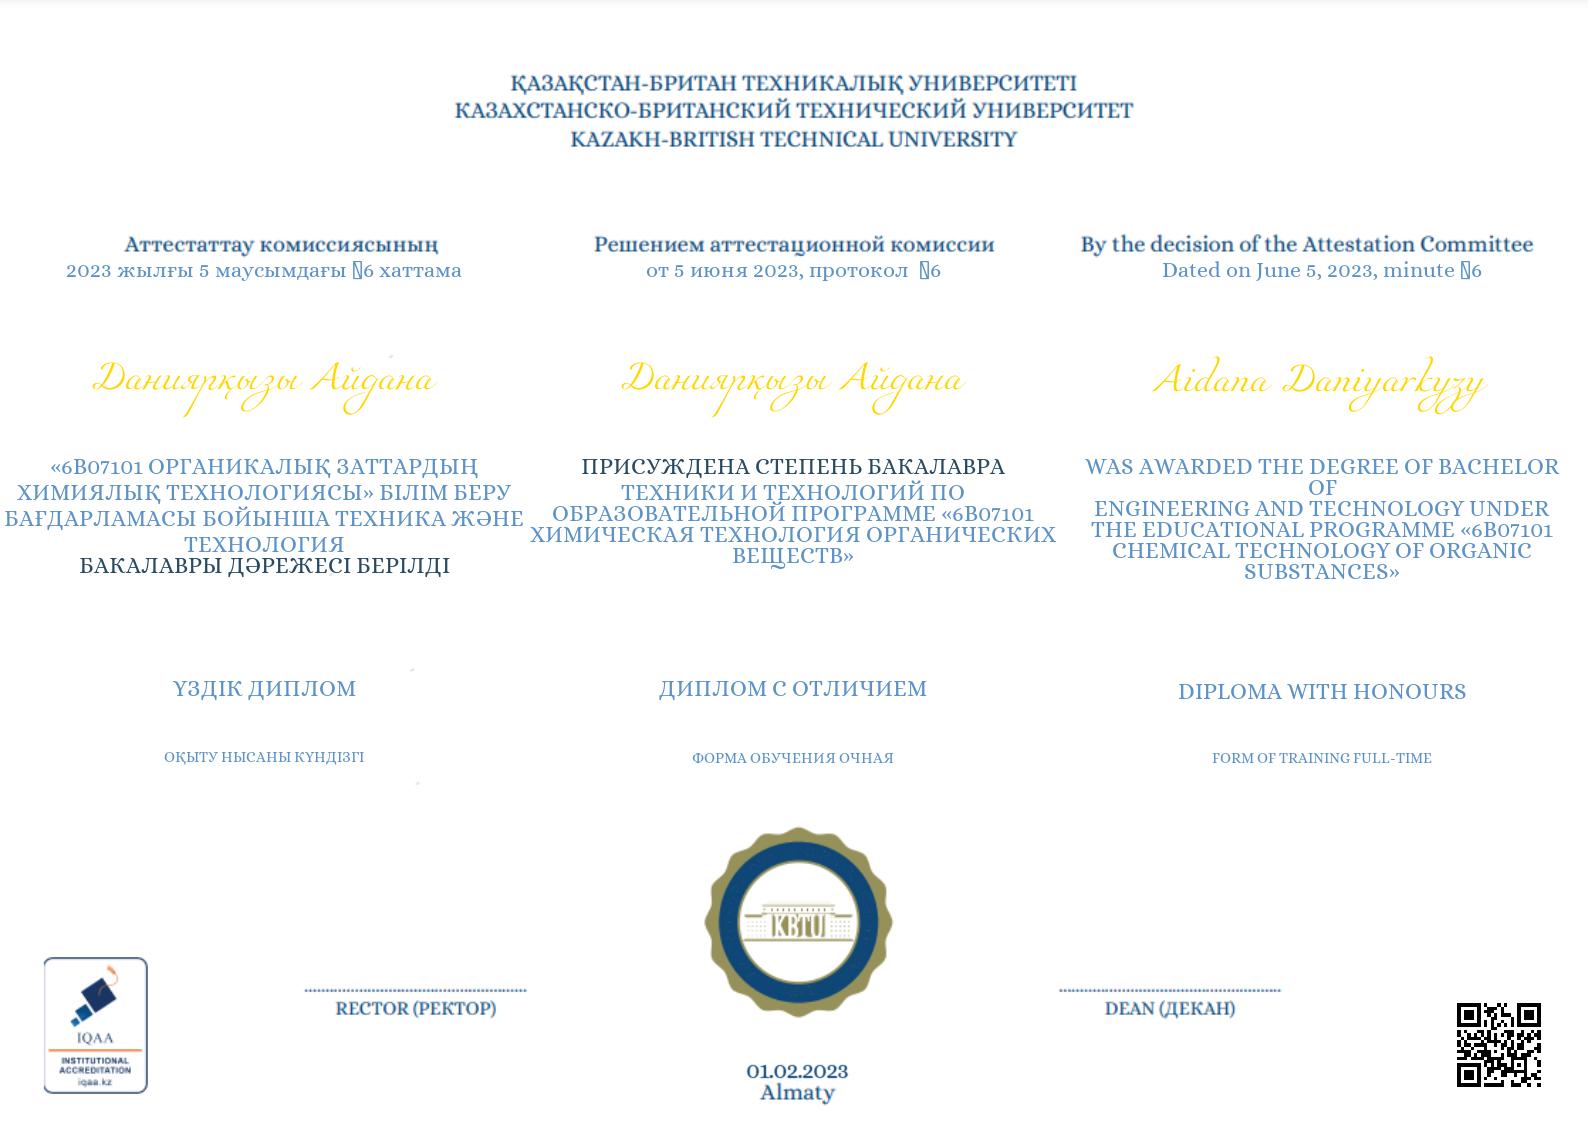 ҚАЗАҚСТАН-БРИТАН ТЕХНИКАЛЫҚ УНИВЕРСИТЕТІ
КАЗАХСТАНСКО-БРИТАНСКИЙ ТЕХНИЧЕСКИЙ УНИВЕРСИТЕТ
KAZAKH-BRITISH TECHNICAL UNIVERSITY
Аттестаттау комиссиясының
2023 жылғы 5 маусымдағы 6 хаттама
Даниярқызы Айдана
«6B07101 ОРГАНИКАЛЫҚ ЗАТТАРДЫҢ
ХИМИЯЛЫҚ ТЕХНОЛОГИЯСЫ» БІЛІМ БЕРУ
БАҒДАРЛАМАСЫ БОЙЫНША ТЕХНИКА ЖӘНЕ
ТЕХНОЛОГИЯ
БАКАЛАВРЫ ДӘРЕЖЕСІ БЕРІЛДІ
ҮЗДІК ДИПЛОМ
ОҚЫТУ НЫСАНЫ КҮНДІЗГІ
Решением аттестационной комиссии
от 5 июня 2023, протокол 6
Даниярқызы Айдана
ПРИСУЖДЕНА СТЕПЕНЬ БАКАЛАВРА
ТЕХНИКИ И ТЕХНОЛОГИЙ ПО
ОБРАЗОВАТЕЛЬНОЙ ПРОГРАММЕ «6B07101
ХИМИЧЕСКАЯ ТЕХНОЛОГИЯ ОРГАНИЧЕСКИХ
ВЕЩЕСТВ»
ДИПЛОМ С ОТЛИЧИЕМ
ФОРМА ОБУЧЕНИЯ ОЧНАЯ
By the decision of the Attestation Committee
Dated on June 5, 2023, minute 6
Aidana Daniyarkyzy
WAS AWARDED THE DEGREE OF BACHELOR
OF
ENGINEERING AND TECHNOLOGY UNDER
THE EDUCATIONAL PROGRAMME «6B07101
CHEMICAL TECHNOLOGY OF ORGANIC
SUBSTANCES»
DIPLOMA WITH HONOURS
FORM OF TRAINING FULL-TIME
KBTU
IQAA
INSTITUTIONAL
ACCREDITATION
iqaa.kz
RECTOR (РЕКТОР)
DEAN (ДЕКАН)
01.02.2023
Almaty